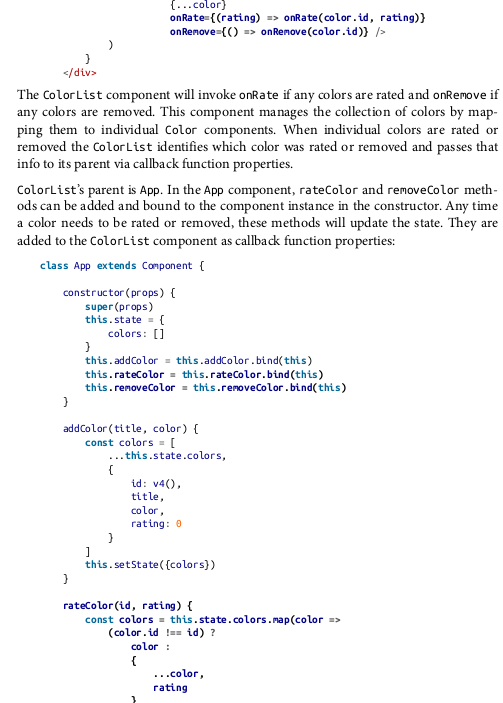 {...color}
onRate={(rating) => onRate(color.id, rating)}
onRemove={() => onRemove(color.id)} />
)
}
</div>
The ColorList component will invoke onRate if any colors are rated and onRemove if
any colors are removed. This component manages the collection of colors by map-
ping them to individual Color components. When individual colors are rated or
removed the ColorList identifies which color was rated or removed and passes that
info to its parent via callback function properties.
ColorList's parent is App. In the App component, rateColor and removeColor meth-
ods can be added and bound to the component instance in the constructor. Any time
a color needs to be rated or removed, these methods will update the state. They are
added to the ColorList component as callback function properties:
class App extends Component {
constructor(props) {
super(props)
this.state = {
colors: []
}
this.addColor = this.addColor.bind(this)
this.rateColor = this.rateColor.bind(this)
this.removeColor = this.removeColor.bind(this)
}
addColor(title, color) {
const colors = [
...this.state.colors,
{
id: v4(),
title,
color,
rating: 0
}
]
this.setState({colors})
}
rateColor(id, rating) {
const colors = this.state.colors.map(color =>
(color.id !== id) ?
color :
{
...color,
rating
}